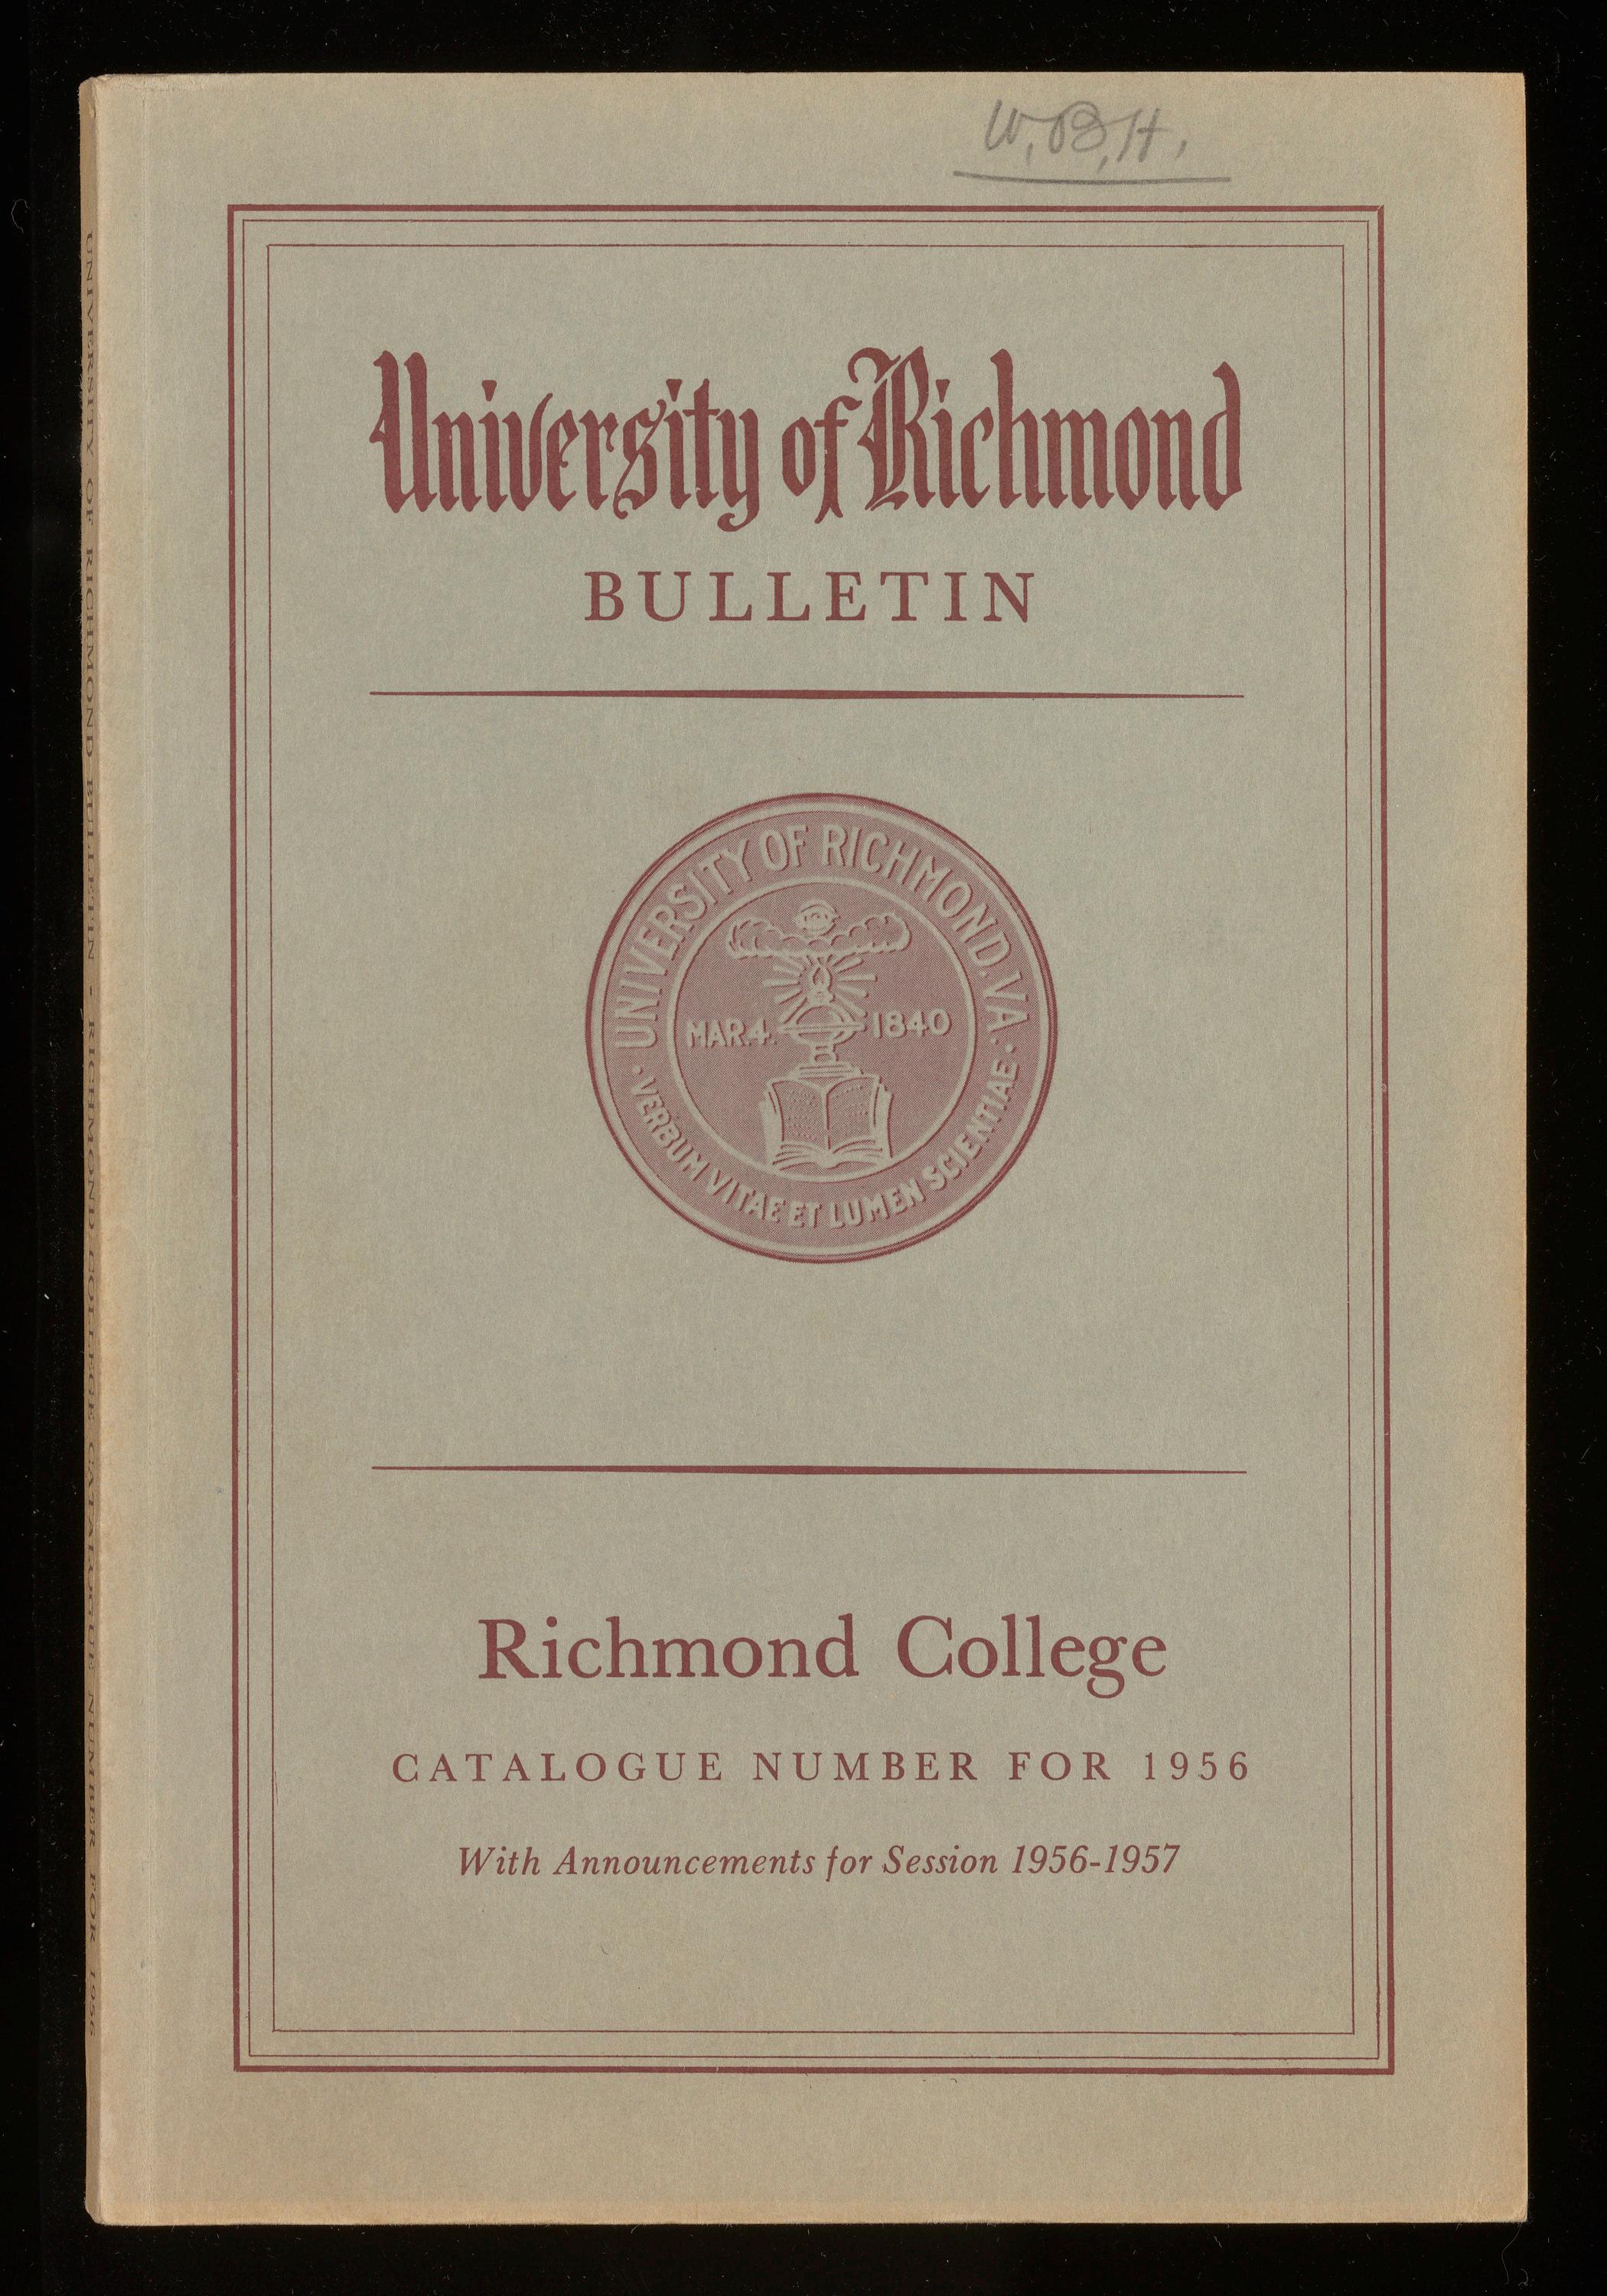 W. B. H.
University of Richmond
BULLETIN
UNIVERSITY OF RICHMOND. VA.
MAR. 4. 1840
• VERBUM VITAE ET LUMEN SCIENTIAE •
Richmond College
CATALOGUE NUMBER FOR 1956
With Announcements for Session 1956-1957
UNIVERSITY OF RICHMOND BULLETIN - RICHMOND COLLEGE CATALOGUE NUMBER FOR 1956